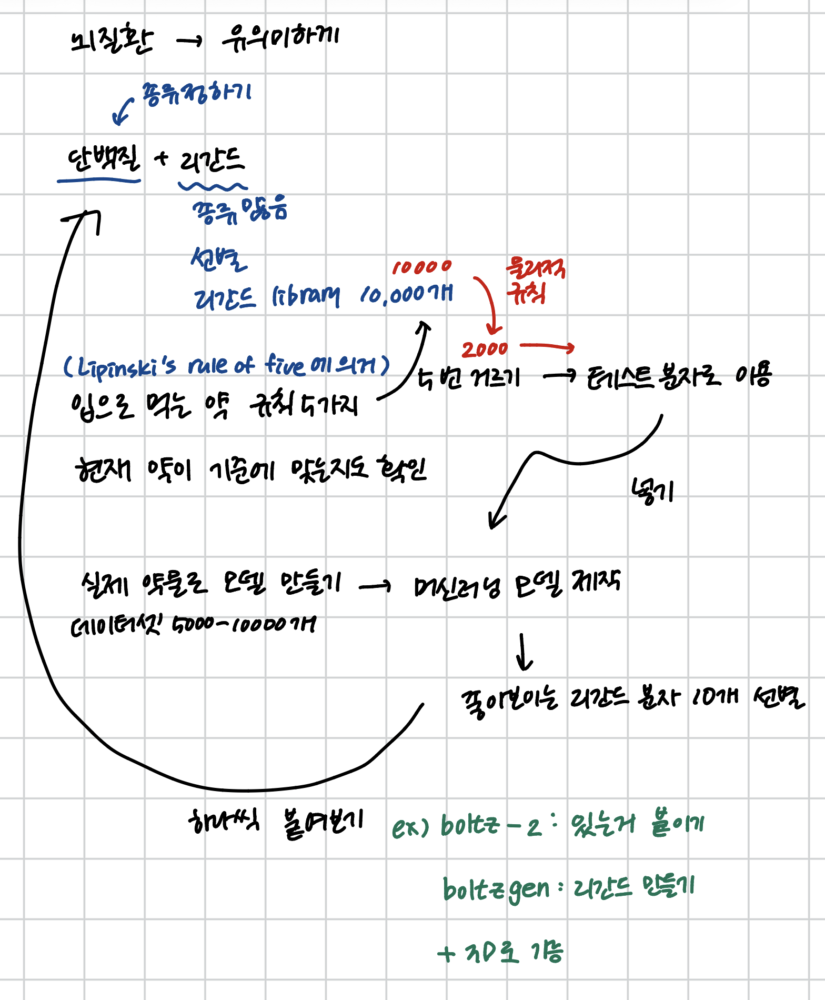 뇌질환 → 유의미하게
종류정하기
단백질 + 리간드
종류 많음
선별
10000 물리적
규칙
리간드 library 10,000개
2000 →
(Lipinski's rule of five에 의거)
5번 거르기 → 테스트 분자로 이용
입으로 먹는 약 규칙 5가지
현재 약이 기준에 맞는지도 확인
넣기
실제 약물로 모델 만들기 → 머신러닝 모델 제작
데이터셋 5000-10000개
좋아보이는 리간드 분자 10개 선별
하나씩 붙여보기
ex) boltz-2 : 있는거 붙이기
boltzgen : 리간드 만들기
+ 3D로 가능